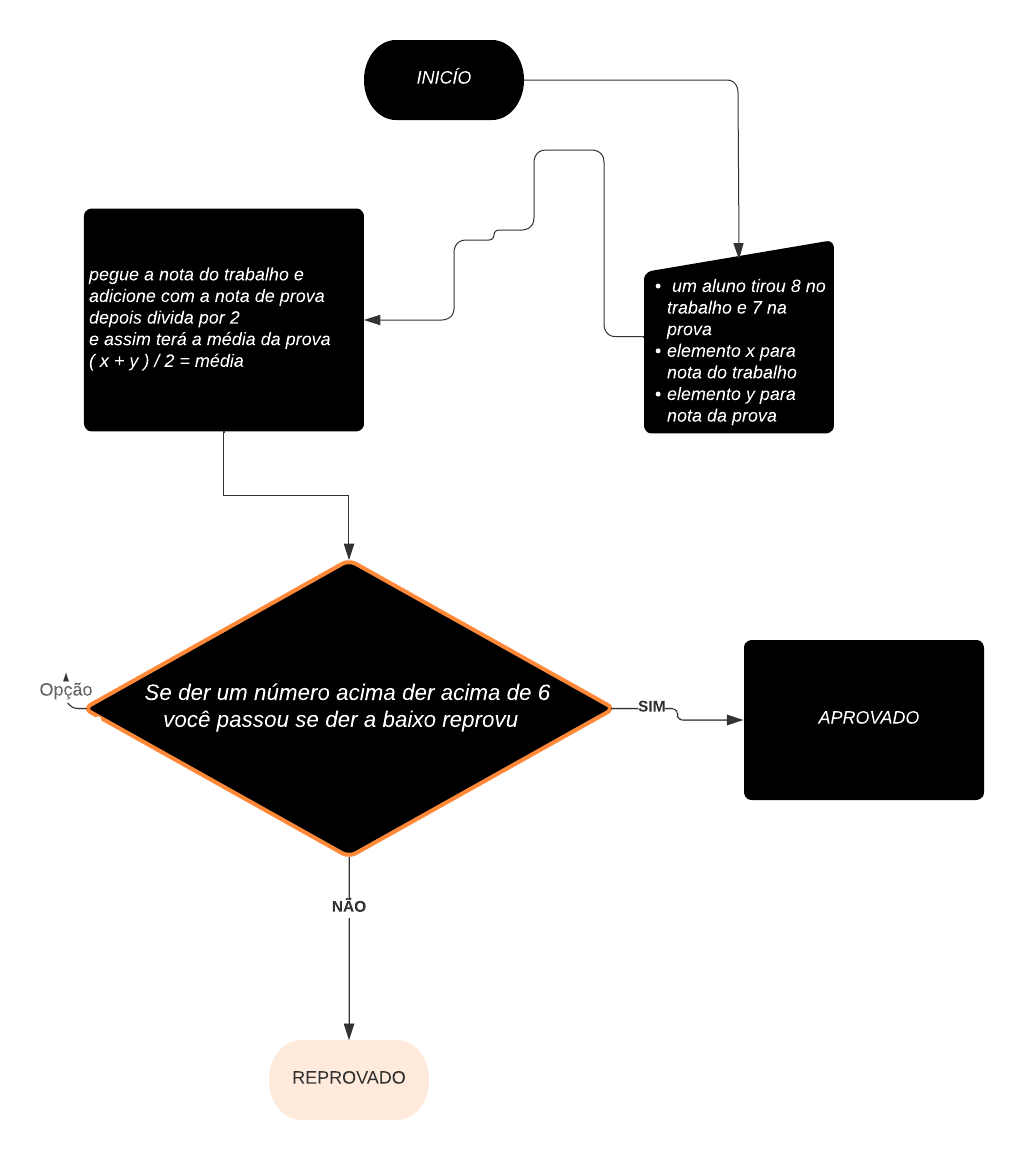 INICÍO
• um aluno tirou 8 no
trabalho e 7 na
prova
• elemento x para
nota do trabalho
• elemento y para
nota da prova
pegue a nota do trabalho e
adicione com a nota de prova
depois divida por 2
e assim terá a média da prova
( x + y ) / 2 = média
Se der um número acima der acima de 6
você passou se der a baixo reprovu
Opção
SIM
APROVADO
NÃO
REPROVADO